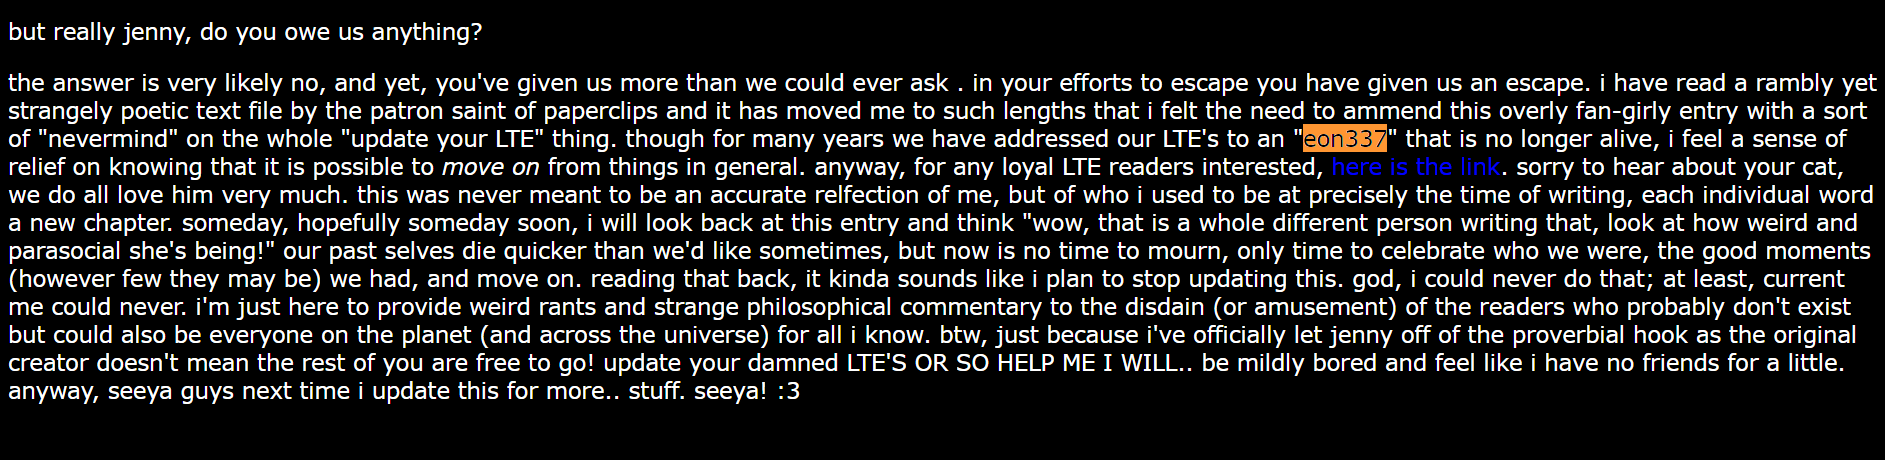 but really jenny, do you owe us anything?
the answer is very likely no, and yet, you've given us more than we could ever ask . in your efforts to escape you have given us an escape. i have read a rambly yet
strangely poetic text file by the patron saint of paperclips and it has moved me to such lengths that i felt the need to ammend this overly fan-girly entry with a sort
of "nevermind" on the whole "update your LTE" thing. though for many years we have addressed our LTE's to an "eon337" that is no longer alive, i feel a sense of
relief on knowing that it is possible to move on from things in general. anyway, for any loyal LTE readers interested, here is the link. sorry to hear about your cat,
we do all love him very much. this was never meant to be an accurate relfection of me, but of who i used to be at precisely the time of writing, each individual word
a new chapter. someday, hopefully someday soon, i will look back at this entry and think "wow, that is a whole different person writing that, look at how weird and
parasocial she's being!" our past selves die quicker than we'd like sometimes, but now is no time to mourn, only time to celebrate who we were, the good moments
(however few they may be) we had, and move on. reading that back, it kinda sounds like i plan to stop updating this. god, i could never do that; at least, current
me could never. i'm just here to provide weird rants and strange philosophical commentary to the disdain (or amusement) of the readers who probably don't exist
but could also be everyone on the planet (and across the universe) for all i know. btw, just because i've officially let jenny off of the proverbial hook as the original
creator doesn't mean the rest of you are free to go! update your damned LTE'S OR SO HELP ME I WILL.. be mildly bored and feel like i have no friends for a little.
anyway, seeya guys next time i update this for more.. stuff. seeya! :3